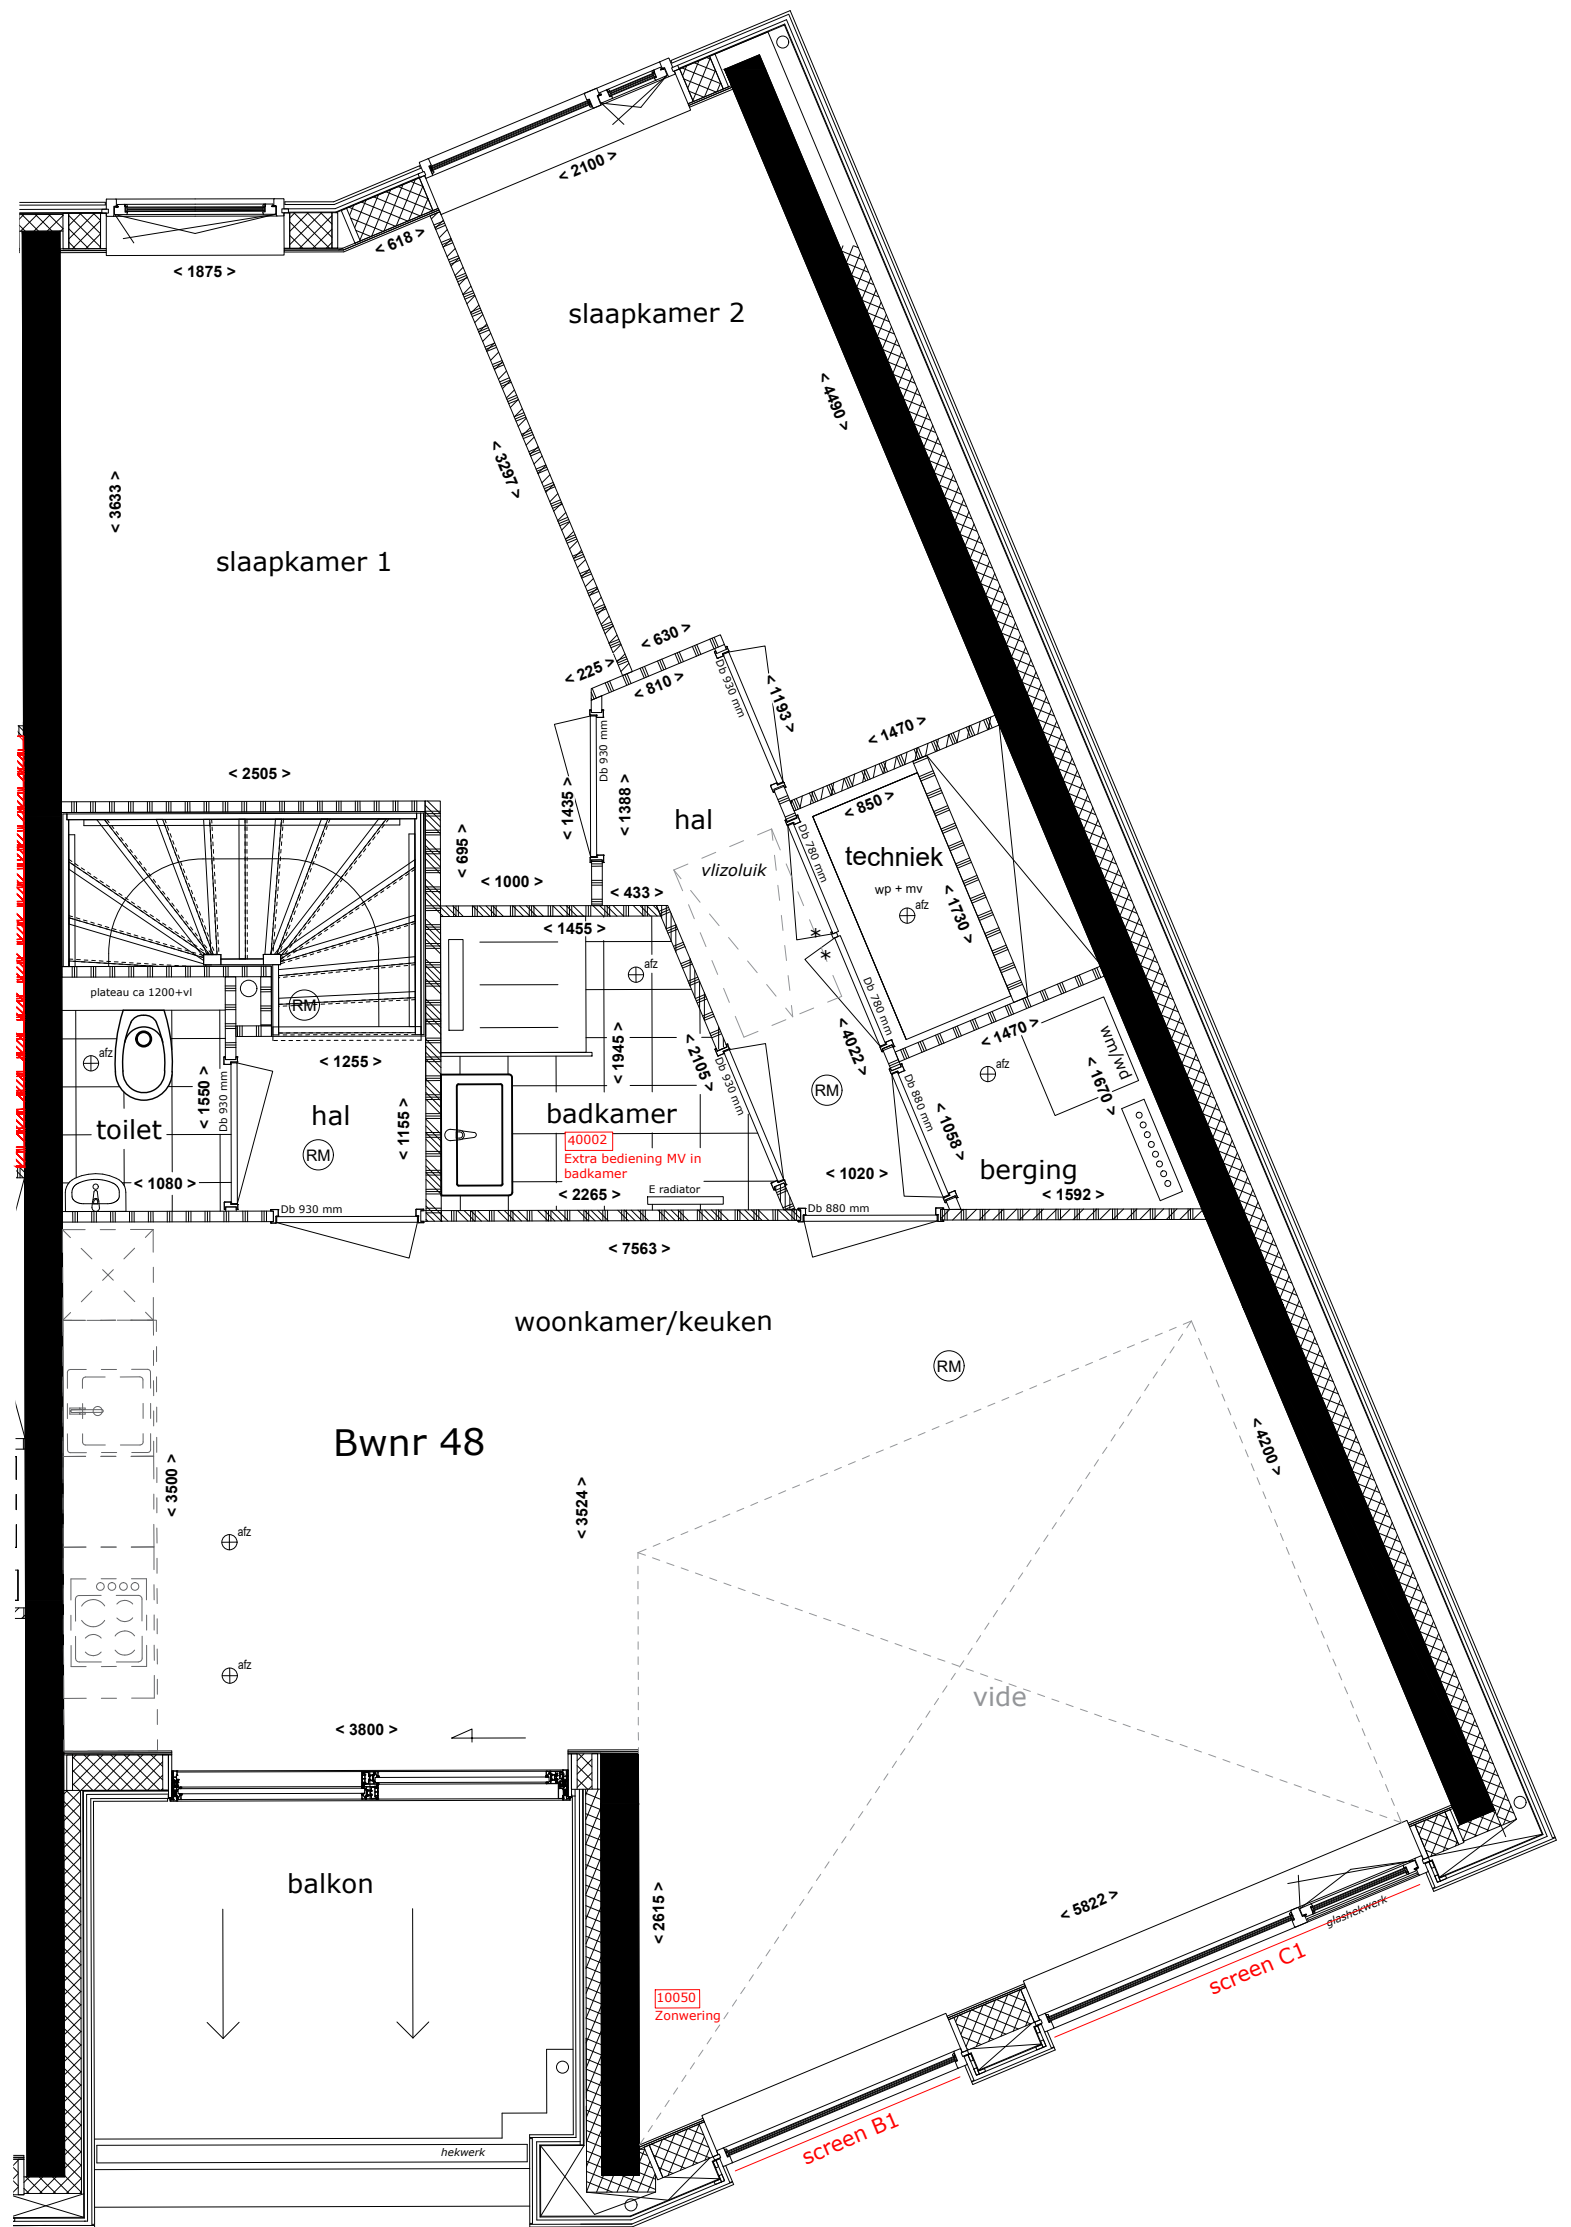 < 2100 >
< 618 >
< 1875 >
slaapkamer 2
< 4490 >
< 3297 >
< 3633 >
slaapkamer 1
< 630 >
< 225 >
< 810 >
Db 930 mm
< 1193 >
< 1470 >
Db 930 mm
< 2505 >
< 1435 >
< 1388 >
hal
< 850 >
Db 780 mm
techniek
wp + mv
afz
< 1730 >
< 695 >
vlizoluik
< 1000 >
< 433 >
< 1455 >
*
*
afz
plateau ca 1200+vl
RM
Db 780 mm
< 4022 >
< 1470 >
wm/wd
afz
< 1255 >
< 1945 >
< 2105 >
Db 930 mm
afz
< 1550 >
Db 930 mm
RM
Db 880 mm
< 1058 >
< 1670 >
toilet
hal
< 1155 >
badkamer
40002
Extra bediening MV in
badkamer
RM
< 1020 >
berging
< 1080 >
< 2265 >
E radiator
< 1592 >
Db 930 mm
Db 880 mm
< 7563 >
woonkamer/keuken
RM
Bwnr 48
< 4200 >
< 3500 >
< 3524 >
afz
afz
vide
< 3800 >
balkon
< 2615 >
< 5822 >
glashekwerk
screen C1
10050
Zonwering
screen B1
hekwerk